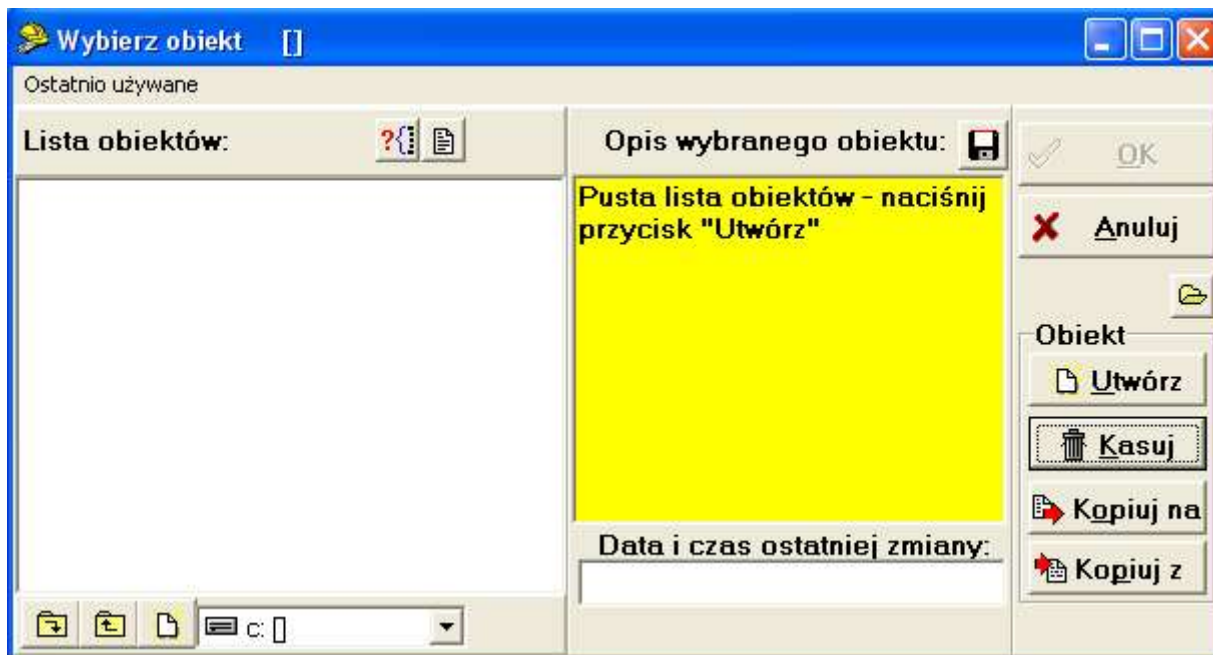 Wybierz obiekt []
Ostatnio używane
Lista obiektów:
?{
Opis wybranego obiektu:
Pusta lista obiektów - naciśnij
przycisk "Utwórz"
Data i czas ostatniej zmiany:
c: []
OK
Anuluj
Obiekt
Utwórz
Kasuj
Kopiuj na
Kopiuj z